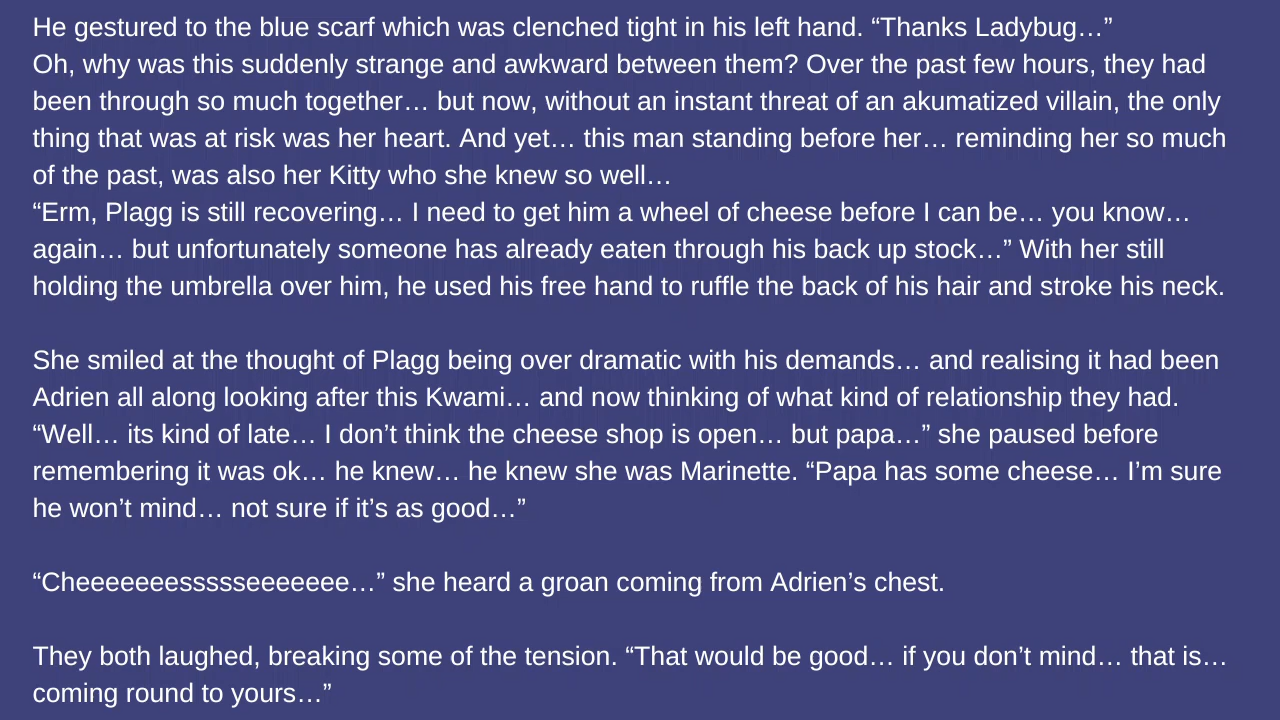 He gestured to the blue scarf which was clenched tight in his left hand. “Thanks Ladybug…”
Oh, why was this suddenly strange and awkward between them? Over the past few hours, they had
been through so much together… but now, without an instant threat of an akumatized villain, the only
thing that was at risk was her heart. And yet… this man standing before her… reminding her so much
of the past, was also her Kitty who she knew so well…
“Erm, Plagg is still recovering… I need to get him a wheel of cheese before I can be… you know…
again… but unfortunately someone has already eaten through his back up stock…” With her still
holding the umbrella over him, he used his free hand to ruffle the back of his hair and stroke his neck.
She smiled at the thought of Plagg being over dramatic with his demands… and realising it had been
Adrien all along looking after this Kwami… and now thinking of what kind of relationship they had.
“Well… its kind of late… I don’t think the cheese shop is open… but papa…” she paused before
remembering it was ok… he knew… he knew she was Marinette. “Papa has some cheese… I’m sure
he won’t mind… not sure if it’s as good…”
“Cheeeeeeessssseeeeeee…” she heard a groan coming from Adrien’s chest.
They both laughed, breaking some of the tension. “That would be good… if you don’t mind… that is…
coming round to yours…”